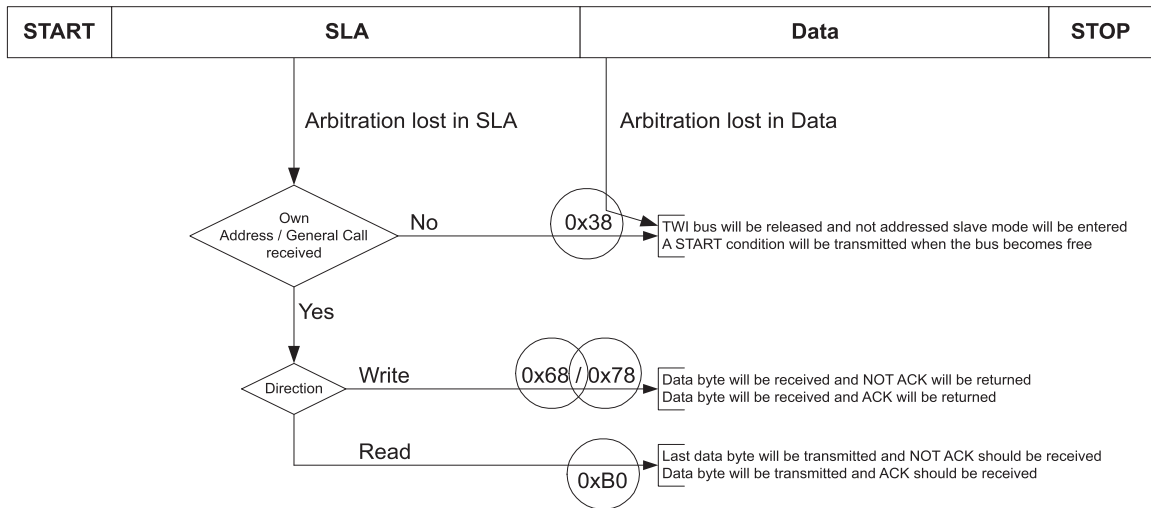 START SLA Data STOP
Arbitration lost in SLA
Arbitration lost in Data
Own
Address / General Call
received
No
0x38
TWI bus will be released and not addressed slave mode will be entered
A START condition will be transmitted when the bus becomes free
Yes
Direction
Write
0x68 / 0x78
Data byte will be received and NOT ACK will be returned
Data byte will be received and ACK will be returned
Read
0xB0
Last data byte will be transmitted and NOT ACK should be received
Data byte will be transmitted and ACK should be received